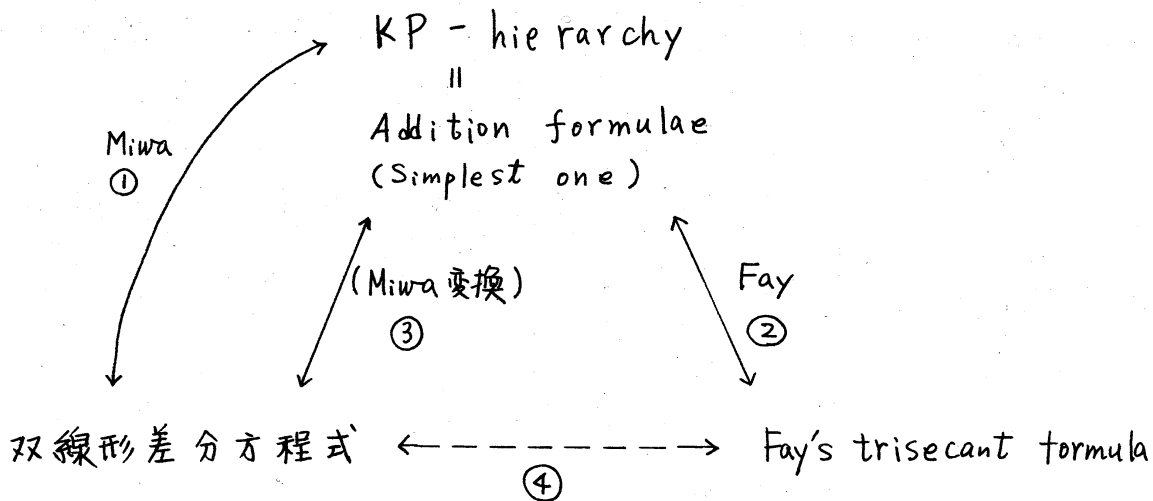 KP - hierarchy
॥
Addition formulae
(Simplest one)
Miwa
①
(Miwa 変換)
③
Fay
②
双線形差分方程式
④
Fay's trisecant formula